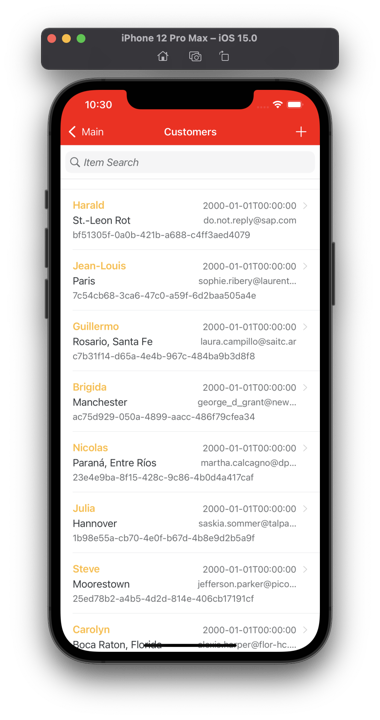 iPhone 12 Pro Max – iOS 15.0
10:30
Main
Customers
Item Search
Harald 2000-01-01T00:00:00
St.-Leon Rot do.not.reply@sap.com
bf51305f-0a0b-421b-a688-c4ff3aed4079
Jean-Louis 2000-01-01T00:00:00
Paris sophie.ribery@laurent...
7c54cb68-3ca6-47c0-a59f-6d2baa505a4e
Guillermo 2000-01-01T00:00:00
Rosario, Santa Fe laura.campillo@saitc.ar
c7b31f14-d65a-4e4b-967c-484ba9b3d8f8
Brigida 2000-01-01T00:00:00
Manchester george_d_grant@new...
ac75d929-050a-4899-aacc-486f79cfea34
Nicolas 2000-01-01T00:00:00
Paraná, Entre Ríos martha.calcagno@dp...
23e4e9ba-8f15-428c-9c86-4b0d4a417caf
Julia 2000-01-01T00:00:00
Hannover saskia.sommer@talpa...
1b98e55a-cb70-4e0f-b67d-4b8e9d2b5a9f
Steve 2000-01-01T00:00:00
Moorestown jefferson.parker@pico...
25ed78b2-a4b5-4d2d-814e-406cb17191cf
Carolyn 2000-01-01T00:00:00
Boca Raton, Florida alexis.harper@flor-hc...